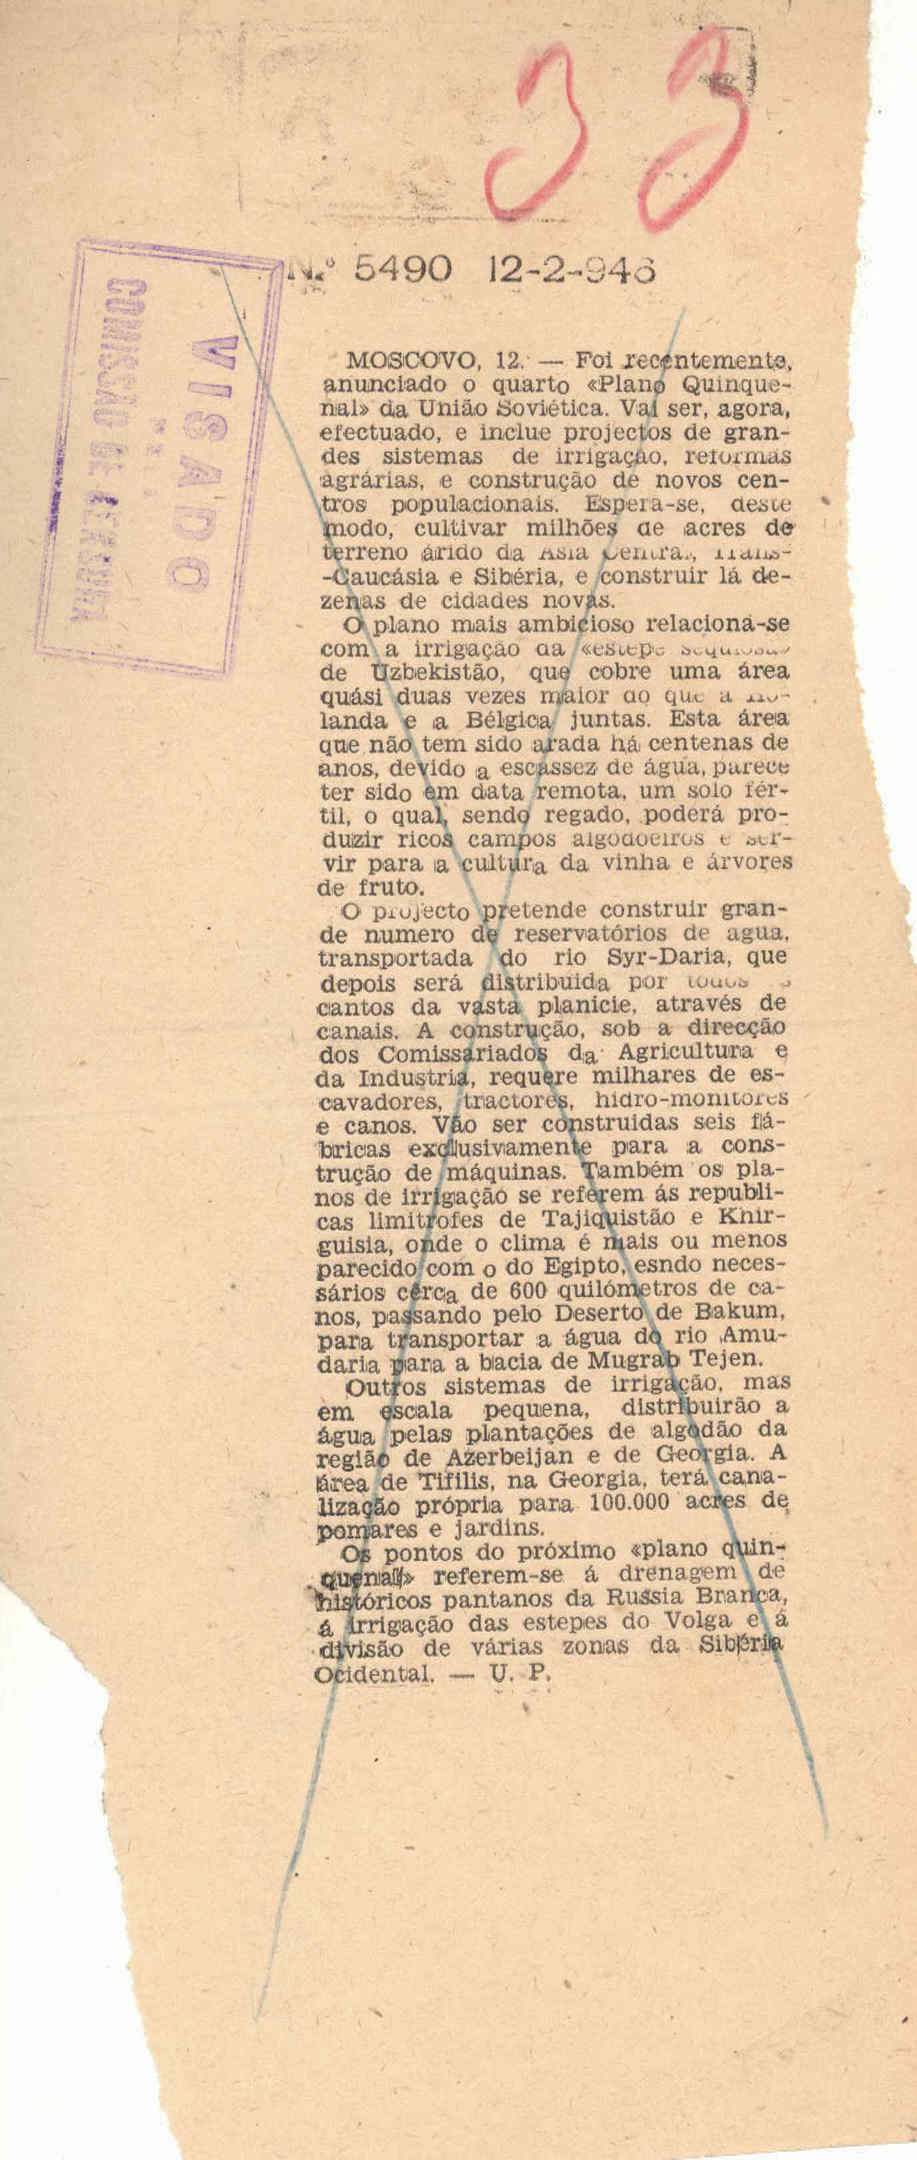 33
N.º 5490 12-2-946
VISADO
COMISSÃO DE CENSURA
MOSCOVO, 12. — Foi recentemente,
anunciado o quarto «Plano Quinque-
nal» da União Soviética. Vai ser, agora,
efectuado, e inclue projectos de gran-
des sistemas de irrigação, reformas
agrárias, e construção de novos cen-
tros populacionais. Espera-se, deste
modo, cultivar milhões de acres de
terreno árido da Asia Central, Trans-
-Caucásia e Sibéria, e construir lá de-
zenas de cidades novas.
O plano mais ambicioso relaciona-se
com a irrigação da «estepe sequiosa»
de Uzbekistão, que cobre uma área
quási duas vezes maior do que a Ho-
landa e a Bélgica juntas. Esta área
que não tem sido arada há centenas de
anos, devido a escassez de água, parece
ter sido em data remota, um solo fér-
til, o qual, sendo regado, poderá pro-
duzir ricos campos algodoeiros e ser-
vir para a cultura da vinha e árvores
de fruto.
O projecto pretende construir gran-
de numero de reservatórios de agua,
transportada do rio Syr-Daria, que
depois será distribuida por todos
cantos da vasta planicie, através de
canais. A construção, sob a direcção
dos Comissariados da Agricultura e
da Industria, requere milhares de es-
cavadores, tractores, hidro-monitores
e canos. Vão ser construidas seis fá-
bricas exclusivamente para a cons-
trução de máquinas. Também os pla-
nos de irrigação se referem ás republi-
cas limitrofes de Tajiquistão e Khir-
guisia, onde o clima é mais ou menos
parecido com o do Egipto, esndo neces-
sários cêrca de 600 quilómetros de ca-
nos, passando pelo Deserto de Bakum,
para transportar a água do rio Amu-
daria para a bacia de Mugrab Tejen.
Outros sistemas de irrigação, mas
em escala pequena, distribuirão a
água pelas plantações de algodão da
região de Azerbeijan e de Georgia. A
área de Tifilis, na Georgia, terá cana-
lização própria para 100.000 acres de
pomares e jardins.
Os pontos do próximo «plano quin-
quenal» referem-se á drenagem de
históricos pantanos da Russia Branca,
á irrigação das estepes do Volga e á
divisão de várias zonas da Sibéria
Ocidental. — U. P.